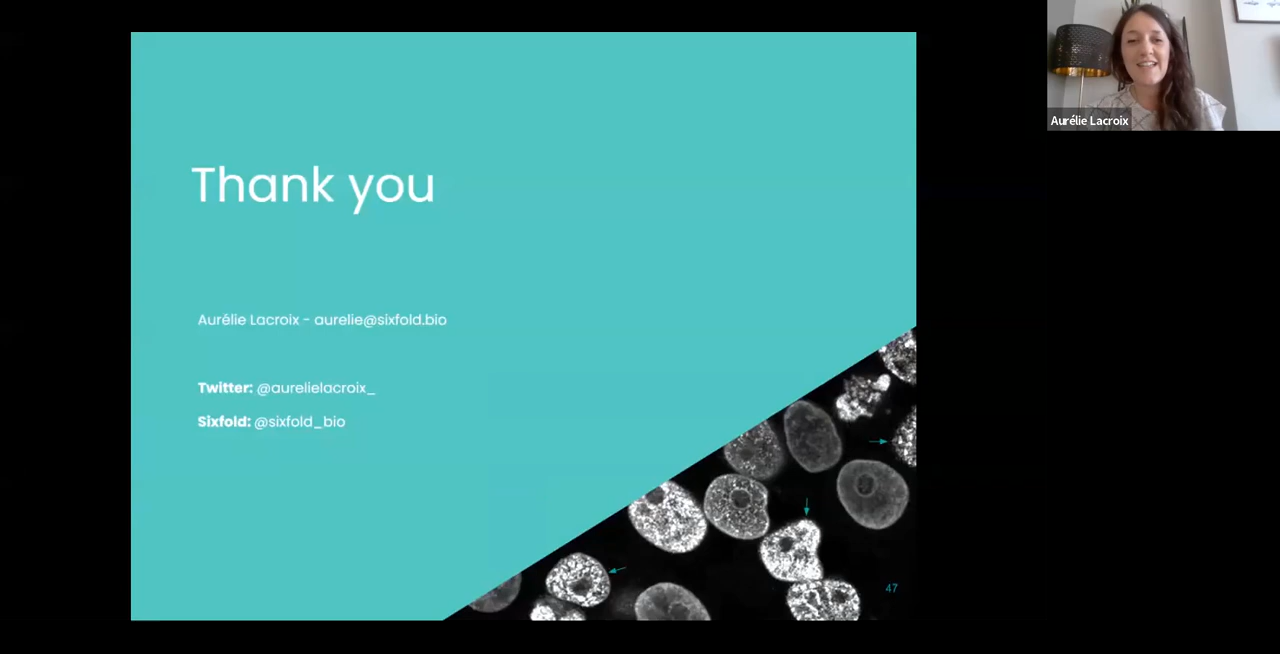 Thank you
Aurélie Lacroix - aurelie@sixfold.bio
Twitter: @aurelielacroix_
Sixfold: @sixfold_bio
47
Aurélie Lacroix